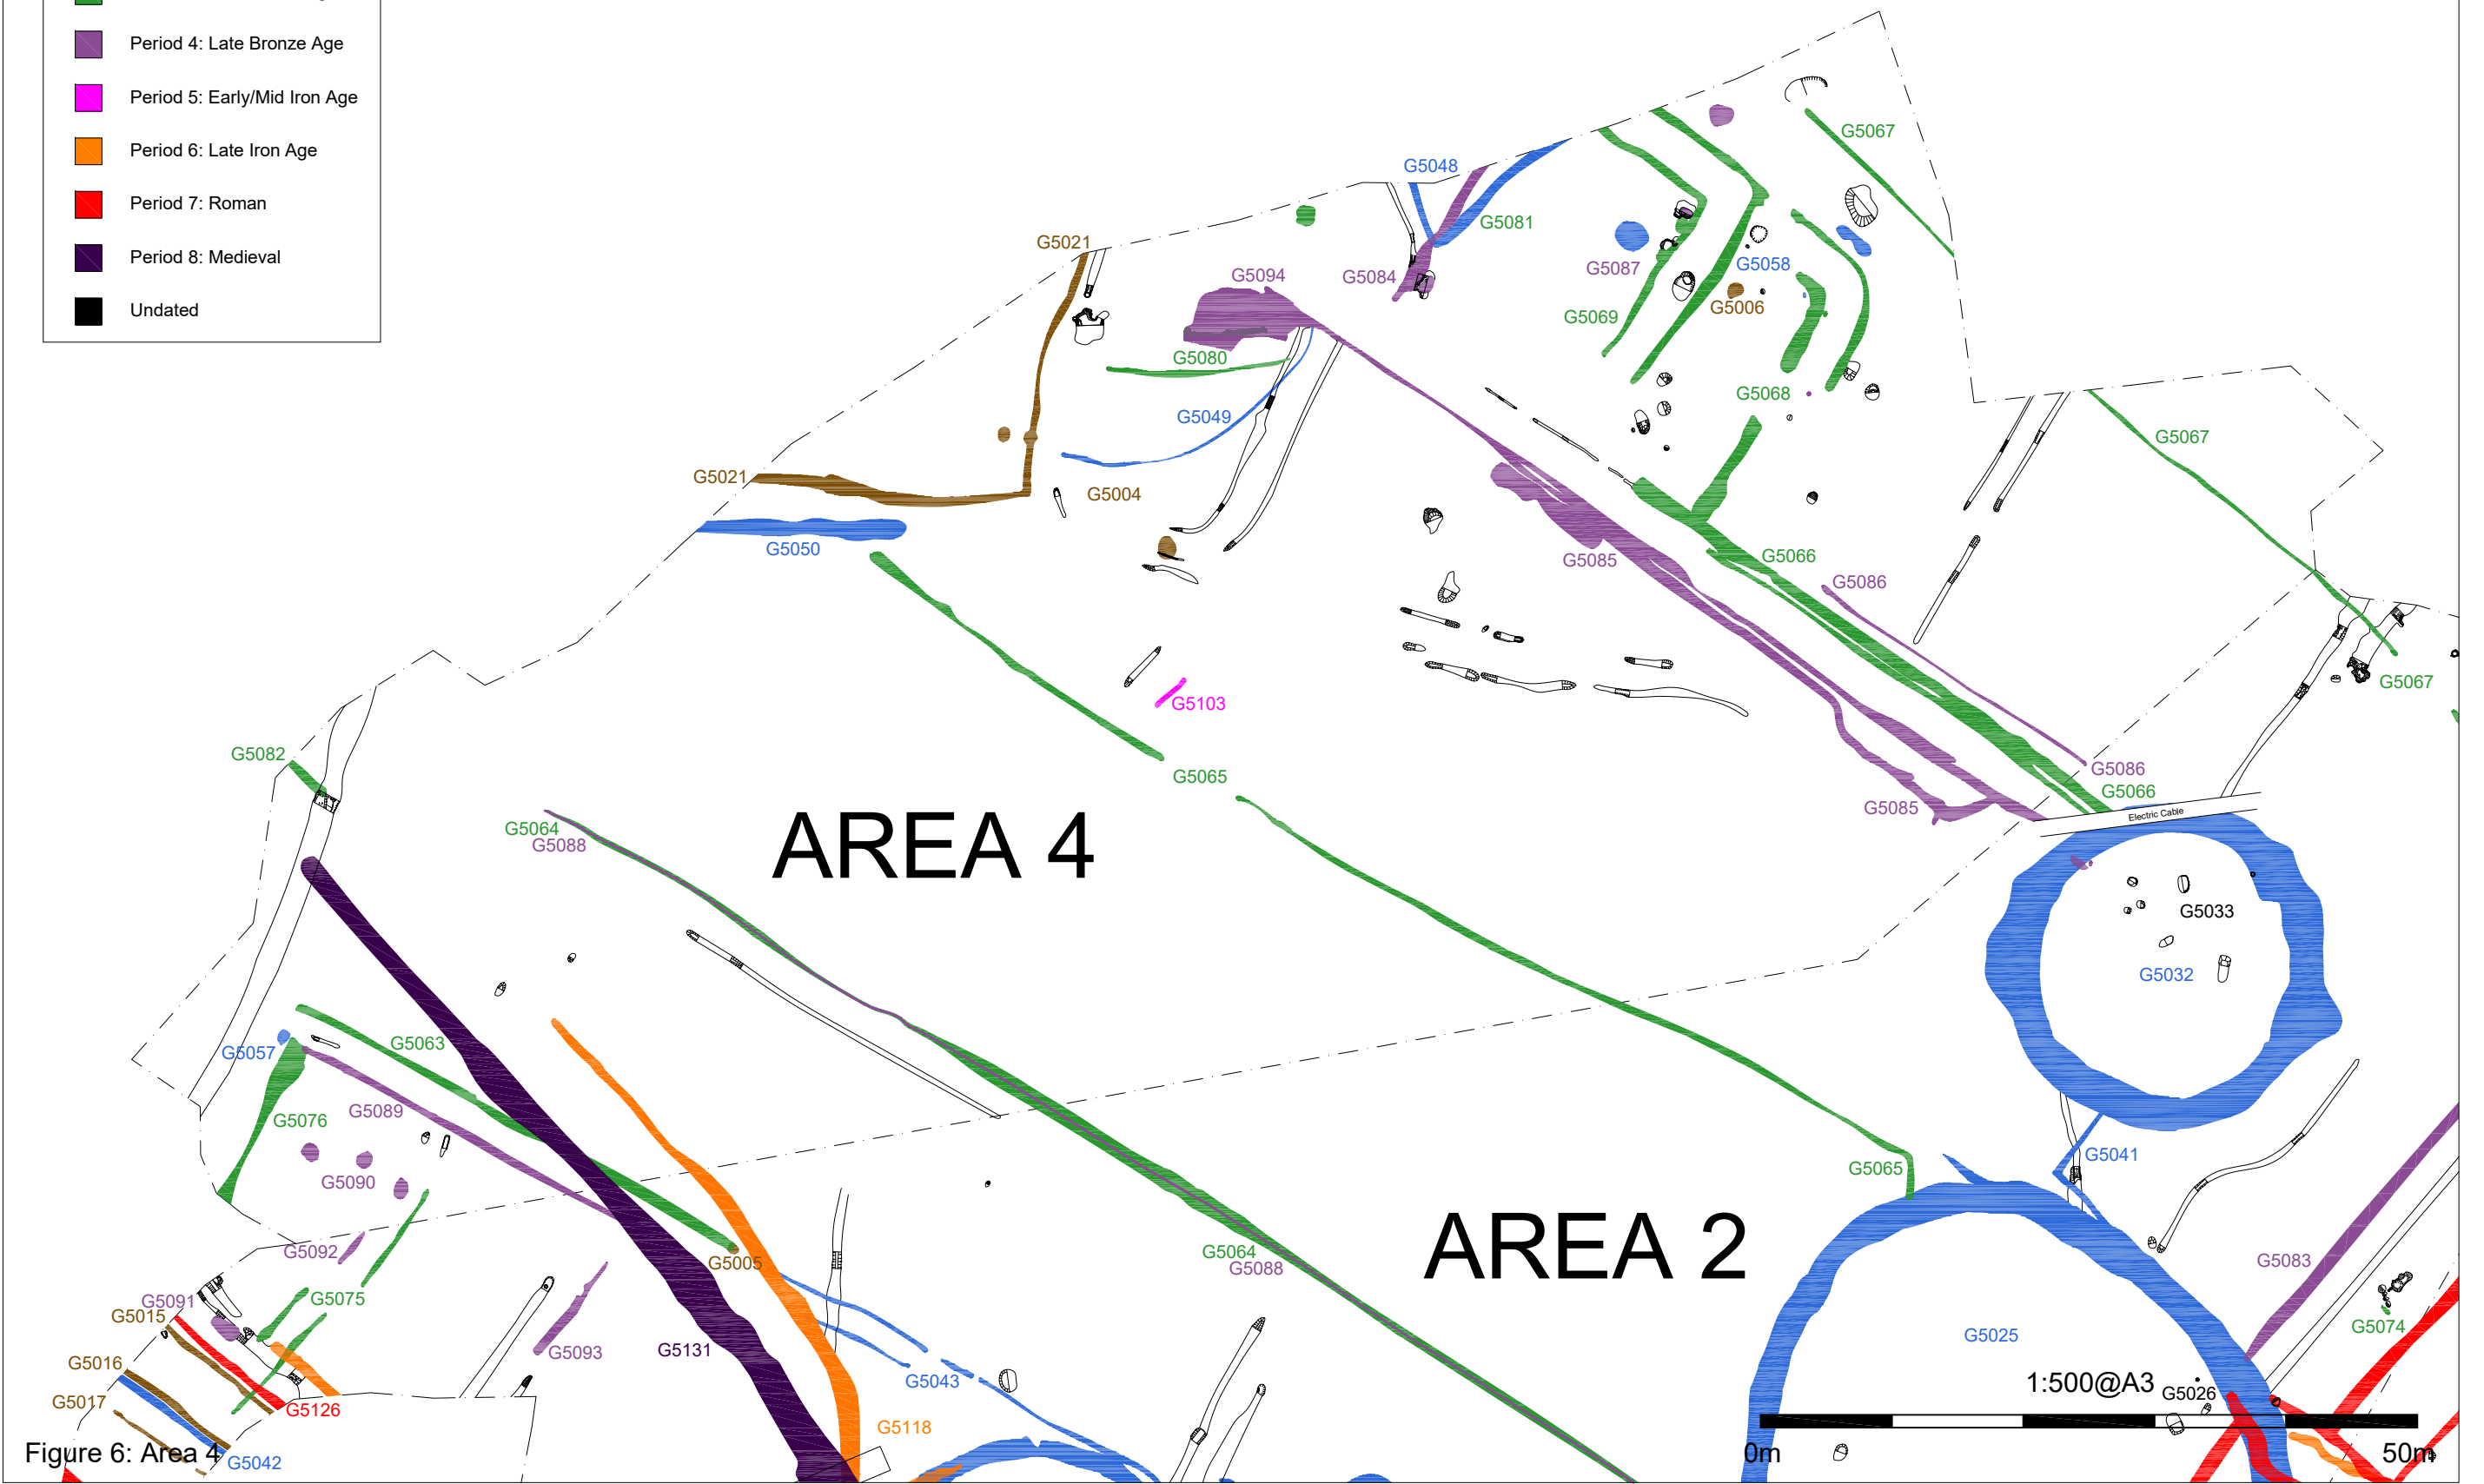 Period 4: Late Bronze Age
Period 5: Early/Mid Iron Age
Period 6: Late Iron Age
Period 7: Roman
Period 8: Medieval
Undated
G5067
G5048
G5081
G5021
G5094
G5084
G5087
G5058
G5006
G5069
G5080
G5068
G5049
G5067
G5021
G5004
G5050
G5085
G5066
G5086
G5103
G5067
G5082
G5065
G5086
G5066
G5085
Electric Cable
G5064
G5088
AREA 4
G5033
G5032
G5063
G5057
G5089
G5076
G5090
G5041
G5065
G5092
G5005
G5064
G5088
AREA 2
G5083
G5091
G5075
G5015
G5074
G5025
G5093
G5131
G5016
G5043
1:500@A3
G5026
G5017
G5126
G5118
Figure 6: Area 4
G5042
0m
50m